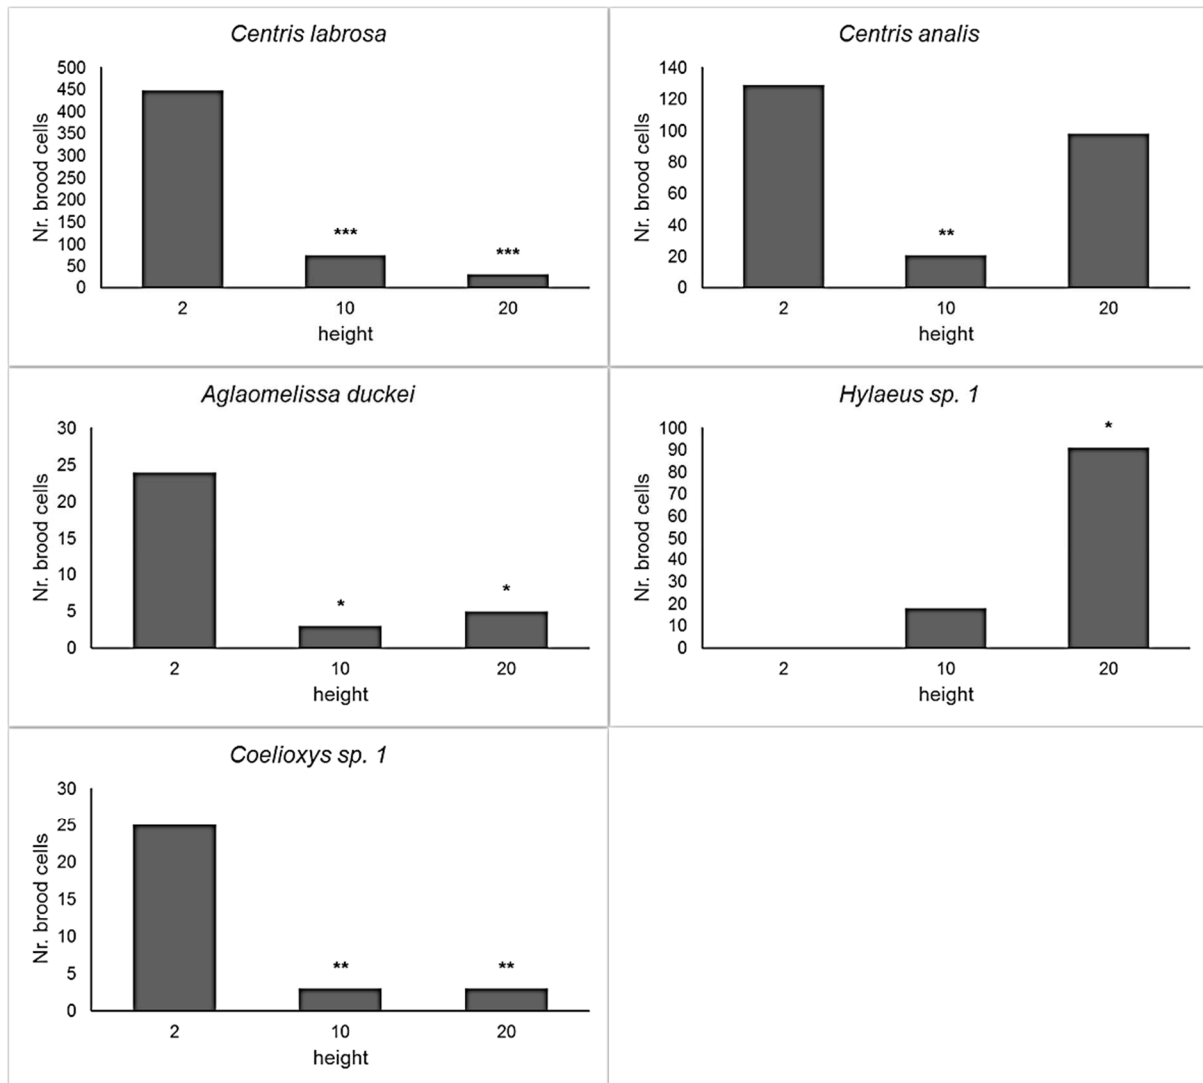 Centris labrosa
Nr. brood cells
500
450
400
350
300
250
200
150
100
50
0
***
***
2 10 20
height
Centris analis
Nr. brood cells
140
120
100
80
60
40
20
0
**
2 10 20
height
Aglaomelissa duckei
Nr. brood cells
30
25
20
15
10
5
0
*
*
2 10 20
height
Hylaeus sp. 1
Nr. brood cells
100
90
80
70
60
50
40
30
20
10
0
*
2 10 20
height
Coelioxys sp. 1
Nr. brood cells
30
25
20
15
10
5
0
** **
2 10 20
height